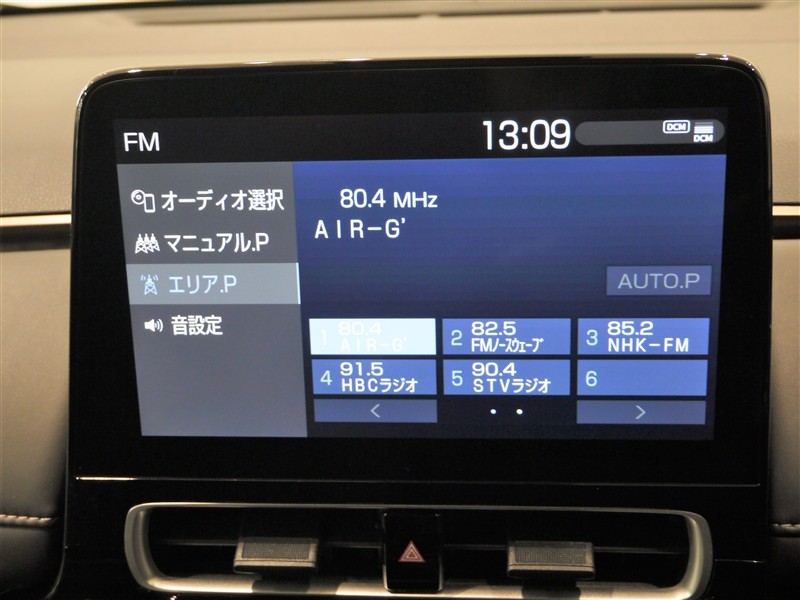 FM
13:09
DCM
DCM
オーディオ選択
マニュアル.P
エリア.P
音設定
80.4 MHz
AIR-G'
AUTO.P
1 80.4 AIR-G'
2 82.5 FMノースウェーブ
3 85.2 NHK-FM
4 91.5 HBCラジオ
5 90.4 STVラジオ
6
< >